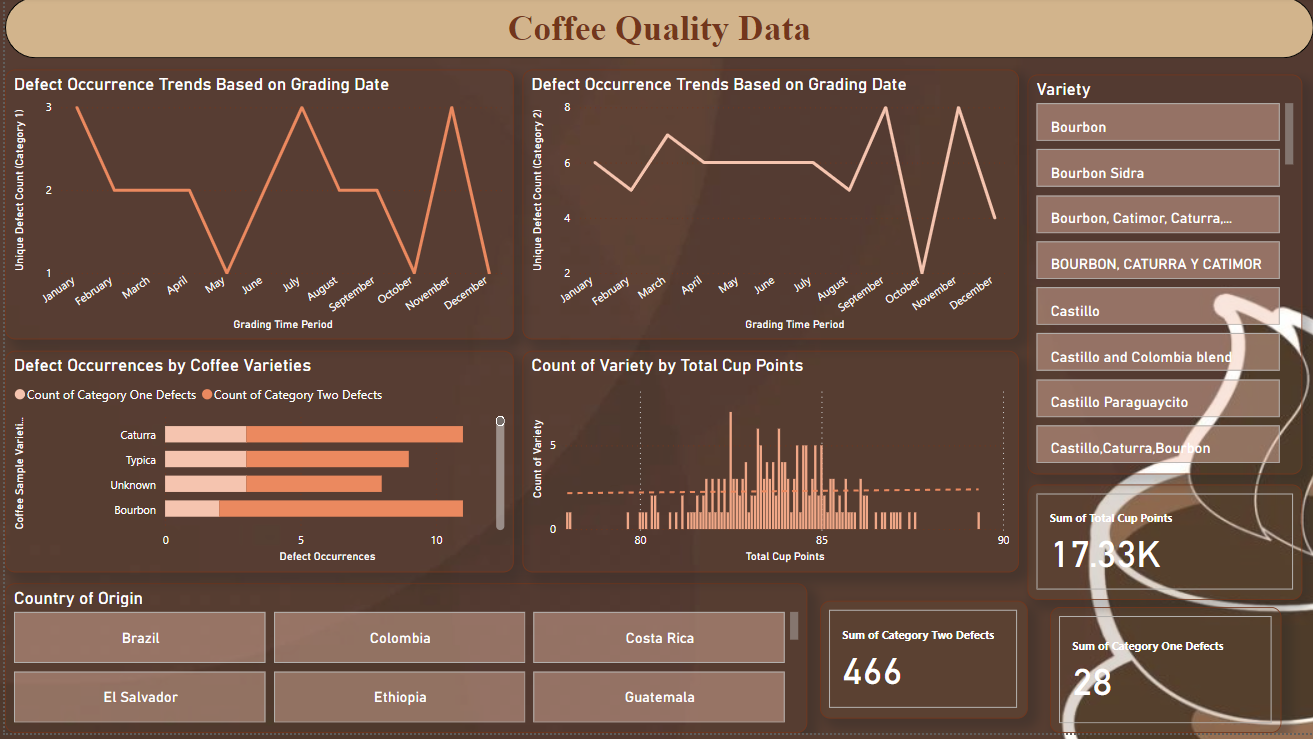 Coffee Quality Data
Defect Occurrence Trends Based on Grading Date
Unique Defect Count (Category 1)
3
2
1
January
February
March
April
May
June
July
August
September
October
November
December
Grading Time Period
Defect Occurrence Trends Based on Grading Date
Unique Defect Count (Category 2)
8
6
4
2
January
February
March
April
May
June
July
August
September
October
November
December
Grading Time Period
Variety
Bourbon
Bourbon Sidra
Bourbon, Catimor, Caturra,...
BOURBON, CATURRA Y CATIMOR
Castillo
Castillo and Colombia blend
Castillo Paraguaycito
Castillo,Caturra,Bourbon
Defect Occurrences by Coffee Varieties
Count of Category One Defects
Count of Category Two Defects
Coffee Sample Varieti...
Caturra
Typica
Unknown
Bourbon
0
5
10
Defect Occurrences
Count of Variety by Total Cup Points
Count of Variety
5
0
80
85
90
Total Cup Points
Sum of Total Cup Points
17.33K
Country of Origin
Brazil
Colombia
Costa Rica
El Salvador
Ethiopia
Guatemala
Sum of Category Two Defects
466
Sum of Category One Defects
28